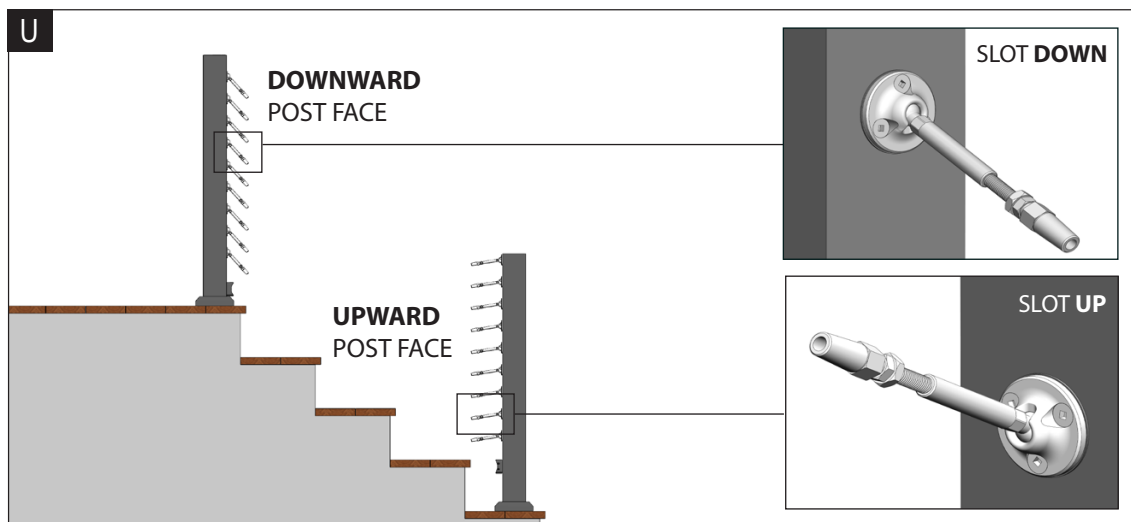 U
DOWNWARD
POST FACE
SLOT DOWN
UPWARD
POST FACE
SLOT UP